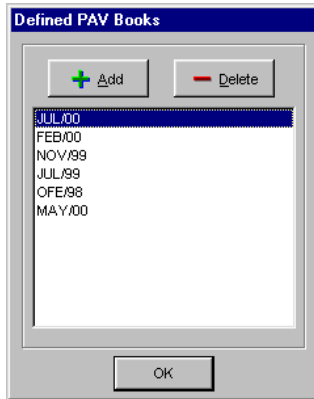 Defined PAV Books
Add Delete
JUL/00
FEB/00
NOV/99
JUL/99
OFE/98
MAY/00
OK